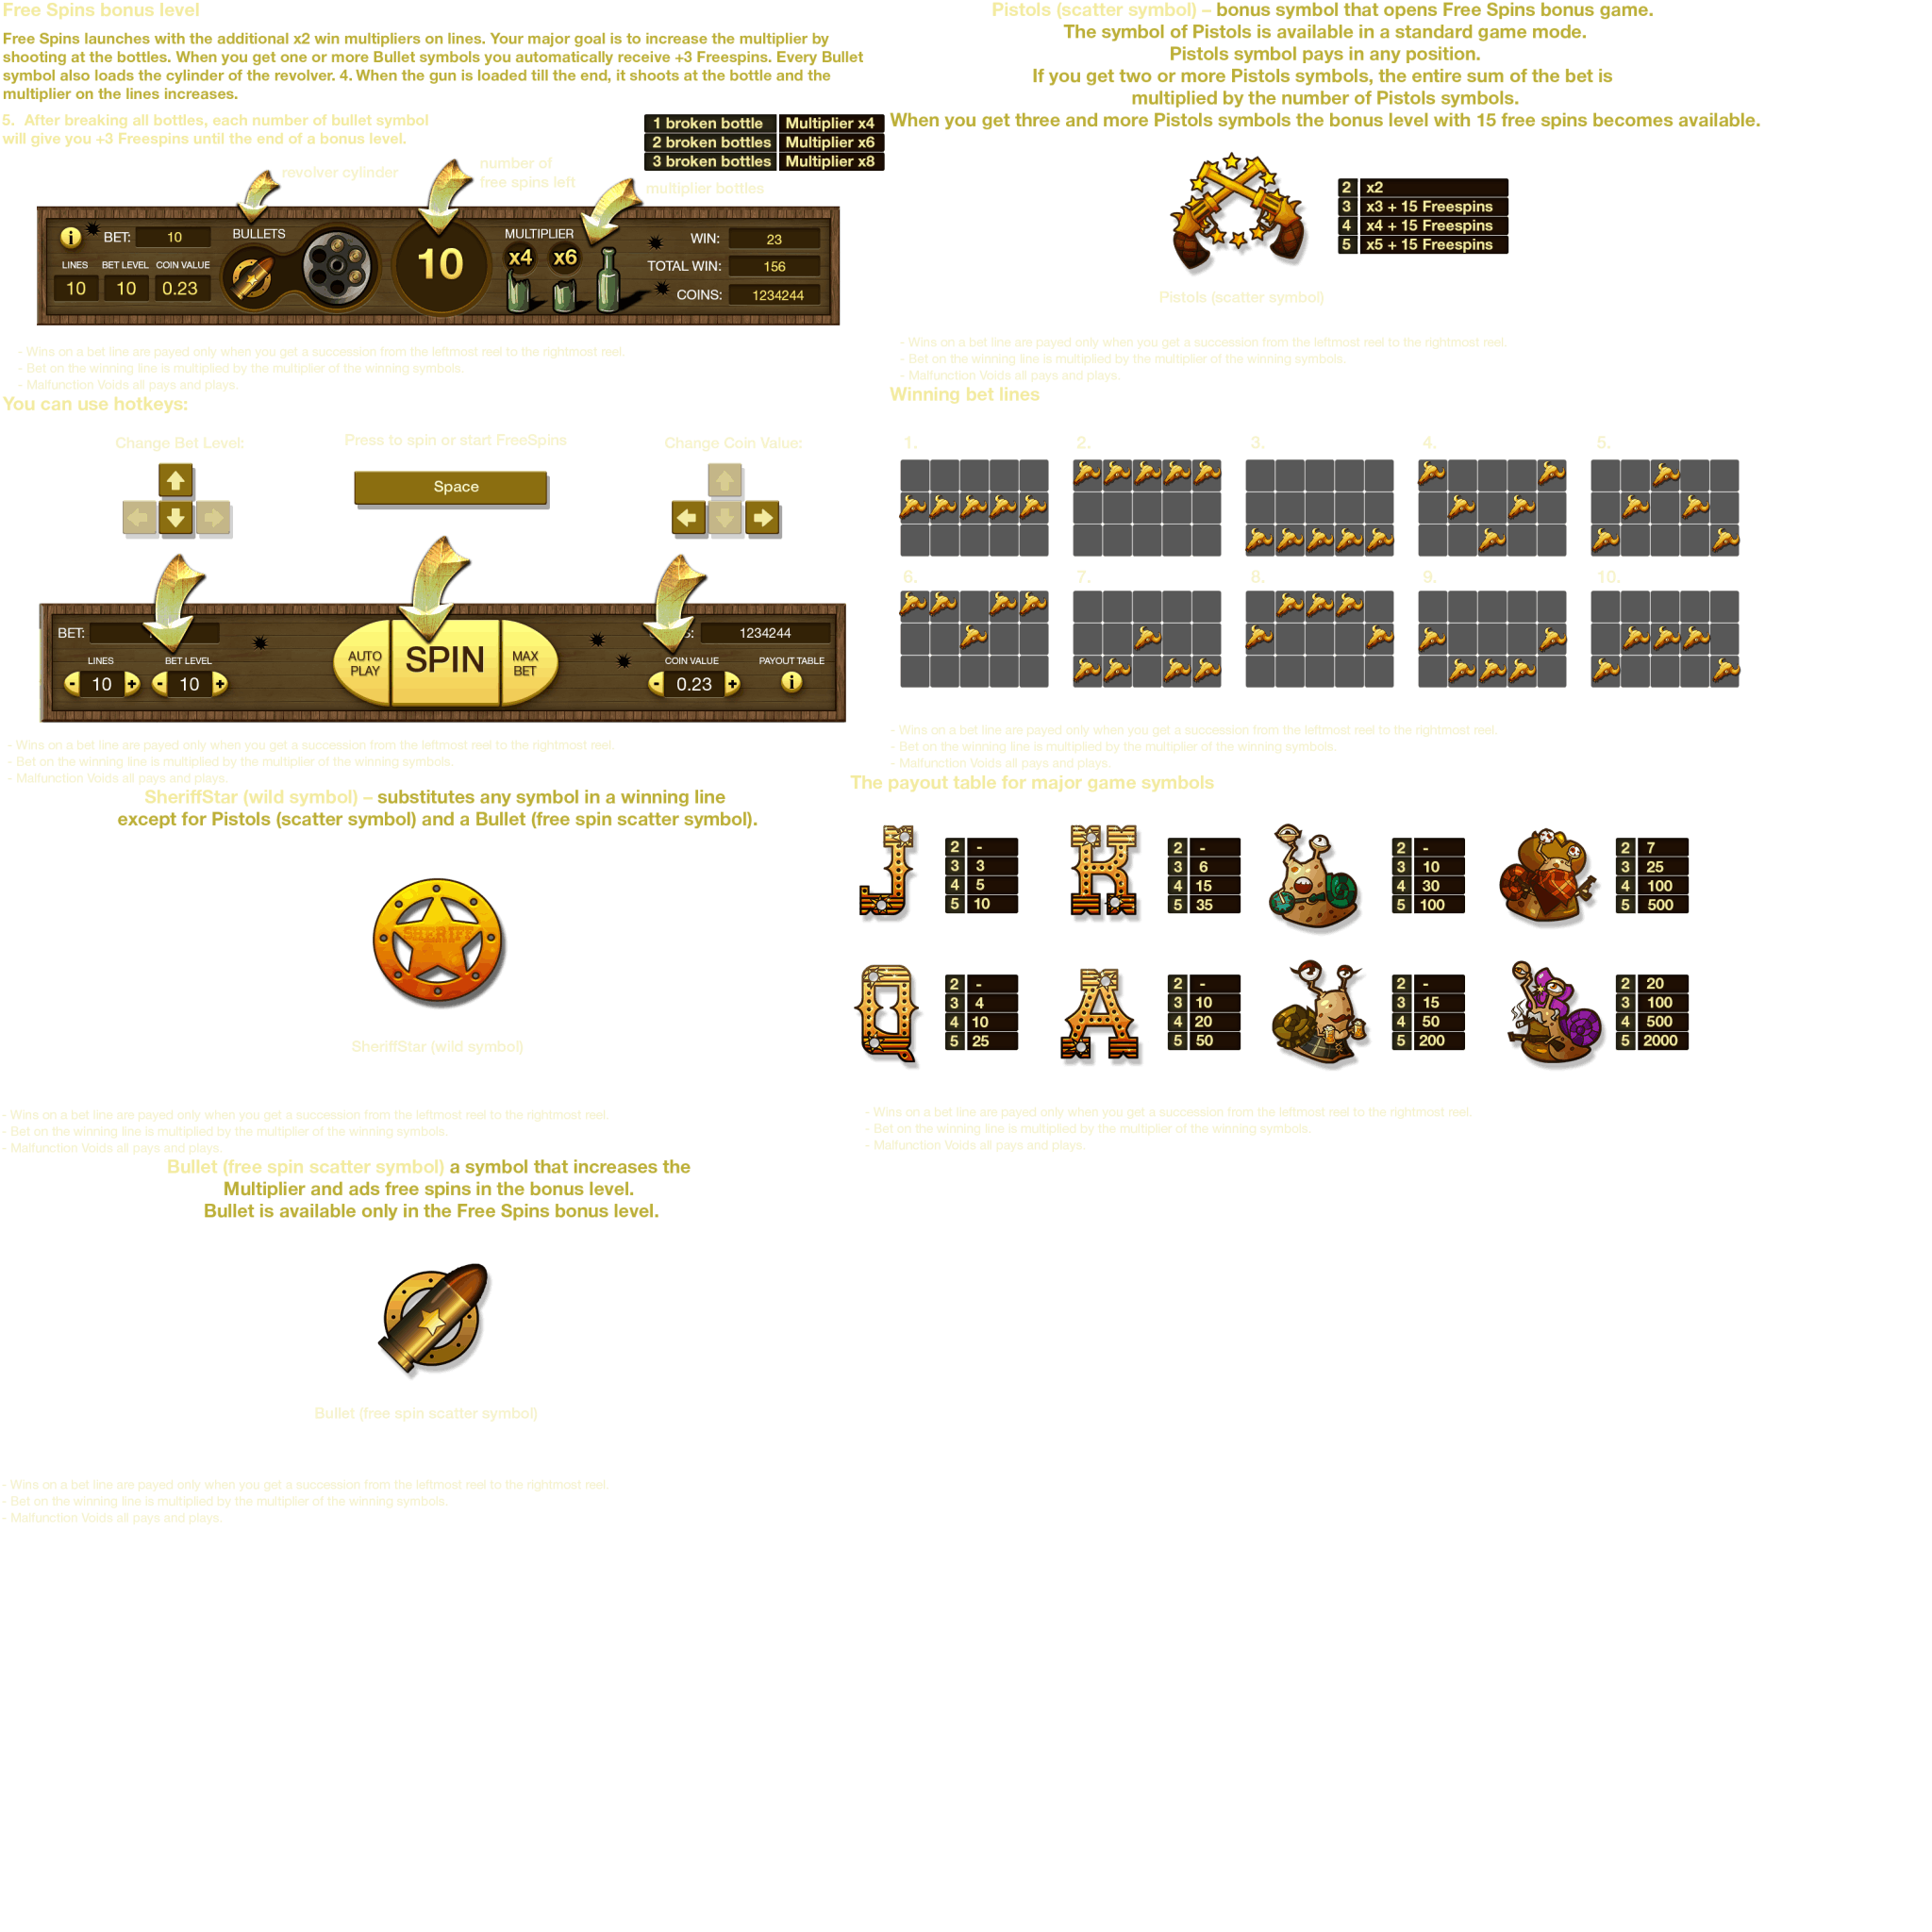 Free Spins bonus level
Free Spins launches with the additional x2 win multipliers on lines. Your major goal is to increase the multiplier by
shooting at the bottles. When you get one or more Bullet symbols you automatically receive +3 Freespins. Every Bullet
symbol also loads the cylinder of the revolver. 4. When the gun is loaded till the end, it shoots at the bottle and the
multiplier on the lines increases.
5. After breaking all bottles, each number of bullet symbol
will give you +3 Freespins until the end of a bonus level.
1 broken bottle Multiplier x4
2 broken bottles Multiplier x6
3 broken bottles Multiplier x8
revolver cylinder
number of
free spins left
multiplier bottles
BET: 10
BULLETS
MULTIPLIER
WIN: 23
LINES BET LEVEL COIN VALUE
10 10 0.23
10
x4 x6
TOTAL WIN: 156
COINS: 1234244
- Wins on a bet line are payed only when you get a succession from the leftmost reel to the rightmost reel.
- Bet on the winning line is multiplied by the multiplier of the winning symbols.
- Malfunction Voids all pays and plays.
Pistols (scatter symbol) – bonus symbol that opens Free Spins bonus game.
The symbol of Pistols is available in a standard game mode.
Pistols symbol pays in any position.
If you get two or more Pistols symbols, the entire sum of the bet is
multiplied by the number of Pistols symbols.
When you get three and more Pistols symbols the bonus level with 15 free spins becomes available.
2 x2
3 x3 + 15 Freespins
4 x4 + 15 Freespins
5 x5 + 15 Freespins
Pistols (scatter symbol)
- Wins on a bet line are payed only when you get a succession from the leftmost reel to the rightmost reel.
- Bet on the winning line is multiplied by the multiplier of the winning symbols.
- Malfunction Voids all pays and plays.
You can use hotkeys:
Change Bet Level:
Press to spin or start FreeSpins
Change Coin Value:
Space
BET:
1234244
LINES BET LEVEL
10 10
AUTO PLAY
SPIN
MAX BET
COIN VALUE PAYOUT TABLE
0.23
- Wins on a bet line are payed only when you get a succession from the leftmost reel to the rightmost reel.
- Bet on the winning line is multiplied by the multiplier of the winning symbols.
- Malfunction Voids all pays and plays.
Winning bet lines
1. 2. 3. 4. 5.
6. 7. 8. 9. 10.
- Wins on a bet line are payed only when you get a succession from the leftmost reel to the rightmost reel.
- Bet on the winning line is multiplied by the multiplier of the winning symbols.
- Malfunction Voids all pays and plays.
SheriffStar (wild symbol) – substitutes any symbol in a winning line
except for Pistols (scatter symbol) and a Bullet (free spin scatter symbol).
SHERIFF
SheriffStar (wild symbol)
- Wins on a bet line are payed only when you get a succession from the leftmost reel to the rightmost reel.
- Bet on the winning line is multiplied by the multiplier of the winning symbols.
- Malfunction Voids all pays and plays.
The payout table for major game symbols
J
2 -
3 3
4 5
5 10
K
2 -
3 6
4 15
5 35
2 -
3 10
4 30
5 100
2 7
3 25
4 100
5 500
Q
2 -
3 4
4 10
5 25
A
2 -
3 10
4 20
5 50
2 -
3 15
4 50
5 200
2 20
3 100
4 500
5 2000
- Wins on a bet line are payed only when you get a succession from the leftmost reel to the rightmost reel.
- Bet on the winning line is multiplied by the multiplier of the winning symbols.
- Malfunction Voids all pays and plays.
Bullet (free spin scatter symbol) a symbol that increases the
Multiplier and ads free spins in the bonus level.
Bullet is available only in the Free Spins bonus level.
Bullet (free spin scatter symbol)
- Wins on a bet line are payed only when you get a succession from the leftmost reel to the rightmost reel.
- Bet on the winning line is multiplied by the multiplier of the winning symbols.
- Malfunction Voids all pays and plays.